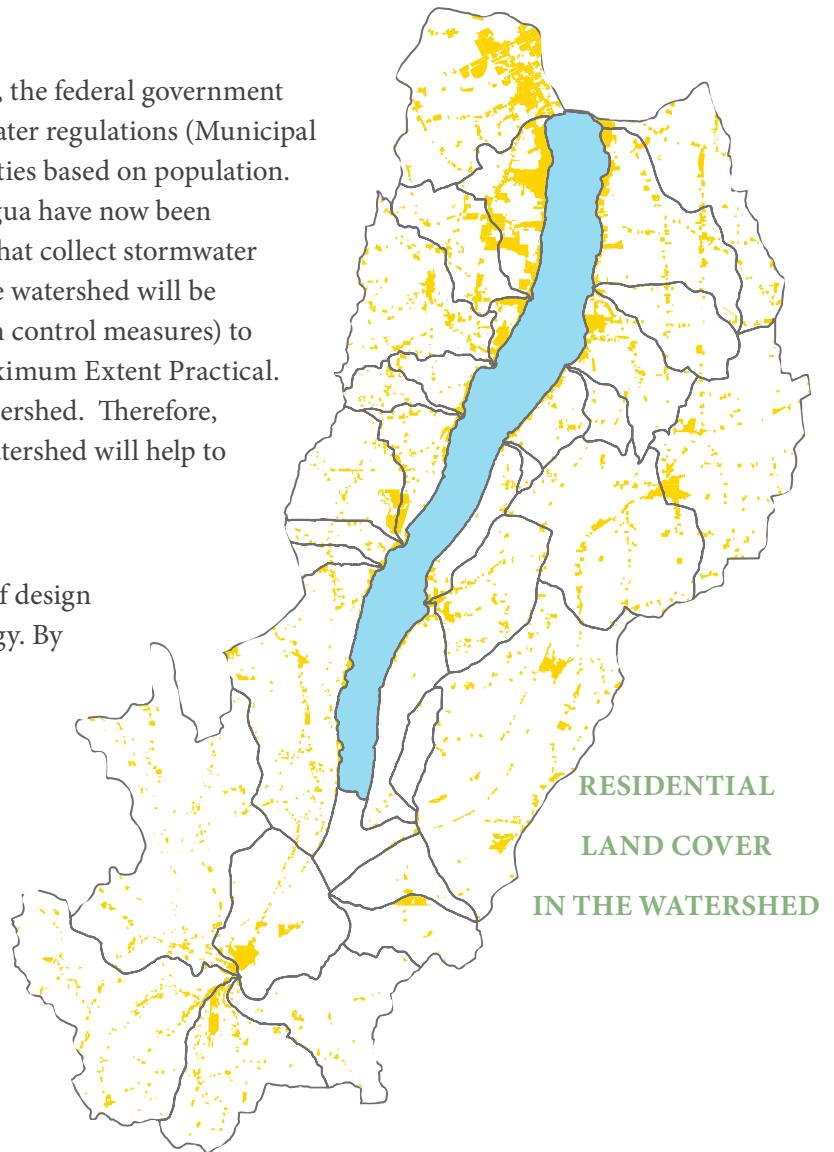 , the federal government
ater regulations (Municipal
ties based on population.
gua have now been
hat collect stormwater
e watershed will be
n control measures) to
ximum Extent Practical.
ershed. Therefore,
atershed will help to
f design
gy. By
RESIDENTIAL
LAND COVER
IN THE WATERSHED